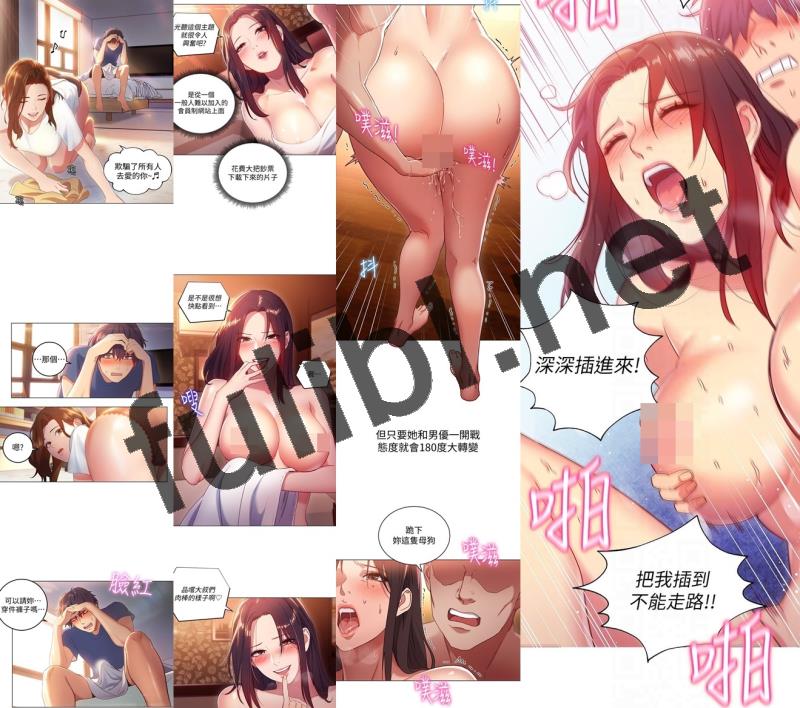 欺騙了所有人
去愛的你~♬
…那個…
嗯?
臉紅
可以請妳…
穿件褲子嗎…
光聽這個主題
就很令人
興奮吧?
是從一個
一般人難以加入的
會員制網站上面
花費大把鈔票
下載下來的片子
是不是很想
快點看到…
嗯…
品嚐大叔們
肉棒的樣子啊♡
噗滋!
噗滋!
抖
但只要她和男優一開戰
態度就會180度大轉變
跪下
妳這隻母狗
噗滋
噗滋
啪
深深插進來!
啪
啪
把我插到
不能走路!!
啪
fulibl.net